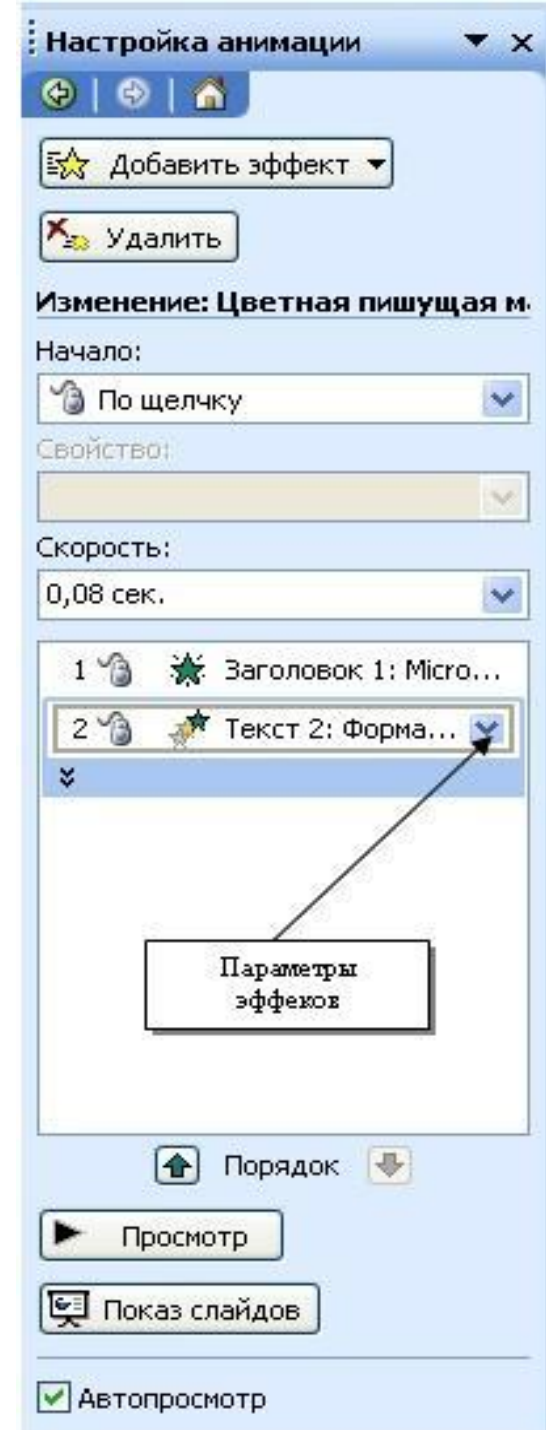 Настройка анимации
Добавить эффект
Удалить
Изменение: Цветная пишущая м
Начало:
По щелчку
Свойство:
Скорость:
0,08 сек.
1 Заголовок 1: Micro...
2 Текст 2: Форма...
Параметры
эффеков
Порядок
Просмотр
Показ слайдов
Автопросмотр